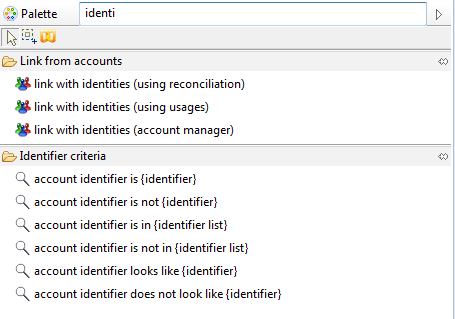 Palette
identi
Link from accounts
link with identities (using reconciliation)
link with identities (using usages)
link with identities (account manager)
Identifier criteria
account identifier is {identifier}
account identifier is not {identifier}
account identifier is in {identifier list}
account identifier is not in {identifier list}
account identifier looks like {identifier}
account identifier does not look like {identifier}